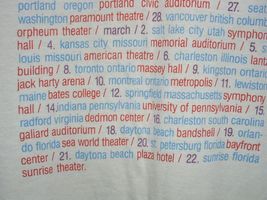 portland oregon portland civic auditorium / 27. seat
washington paramount theatre / 28. vancouver british columb
orpheum theater / march / 2. salt lake city utah symphon
hall / 4. kansas city missouri memorial auditorium / 5. s
louis missouri american theatre / 6. charleston illinois lant
building / 8. toronto ontario massey hall / 9. kingston ontari
jack harty arena / 10. montreal ontario metropolis / 11. lewisto
maine bates college / 12. springfield massachusetts symphony
hall / 14. indiana pennsylvania university of pennsylvania / 15.
radford virginia dedmon center / 16. charleston south carolina
gaillard auditorium / 18. daytona beach bandshell / 19. orlan-
do florida sea world theater / 20. st. petersburg florida bayfront
center / 21. daytona beach plaza hotel / 22. sunrise florida
sunrise theater.